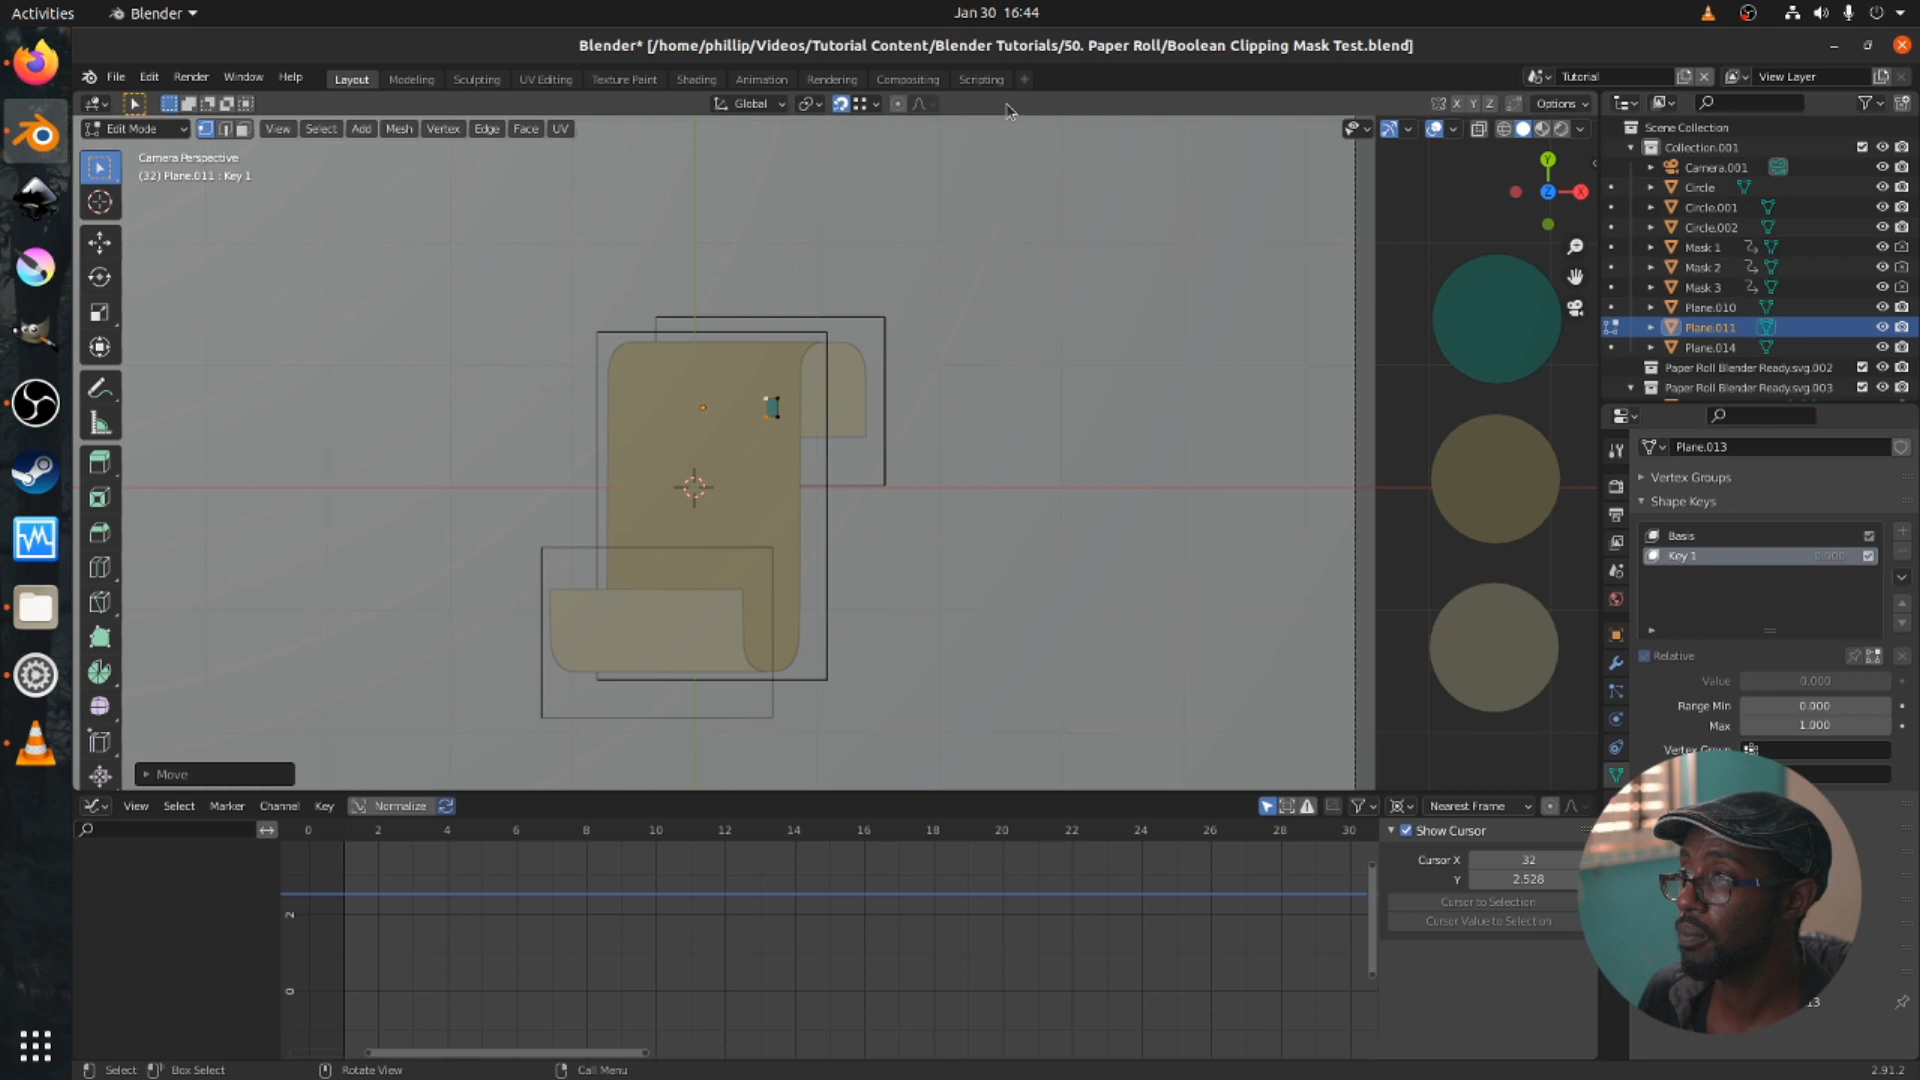 Activities
Blender
Jan 30 16:44
Blender* [/home/phillip/Videos/Tutorial Content/Blender Tutorials/50. Paper Roll/Boolean Clipping Mask Test.blend]
File Edit Render Window Help
Layout Modeling Sculpting UV Editing Texture Paint Shading Animation Rendering Compositing Scripting +
Tutorial
View Layer
Global
X Y Z
Options
Edit Mode
View Select Add Mesh Vertex Edge Face UV
Camera Perspective
(32) Plane.011 : Key 1
Y
Z
X
Scene Collection
Collection.001
Camera.001
Circle
Circle.001
Circle.002
Mask 1
Mask 2
Mask 3
Plane.010
Plane.011
Plane.014
Paper Roll Blender Ready.svg.002
Paper Roll Blender Ready.svg.003
Plane.013
Vertex Groups
Shape Keys
Basis
Key 1 0.000
Relative
Value 0.000
Range Min 0.000
Max 1.000
Vertex Group
Move
View Select Marker Channel Key Normalize
Nearest Frame
0 2 4 6 8 10 12 14 16 18 20 22 24 26 28 30
2
0
Show Cursor
Cursor X 32
Y 2.528
Cursor to Selection
Cursor Value to Selection
13
Select
Box Select
Rotate View
Call Menu
2.91.2